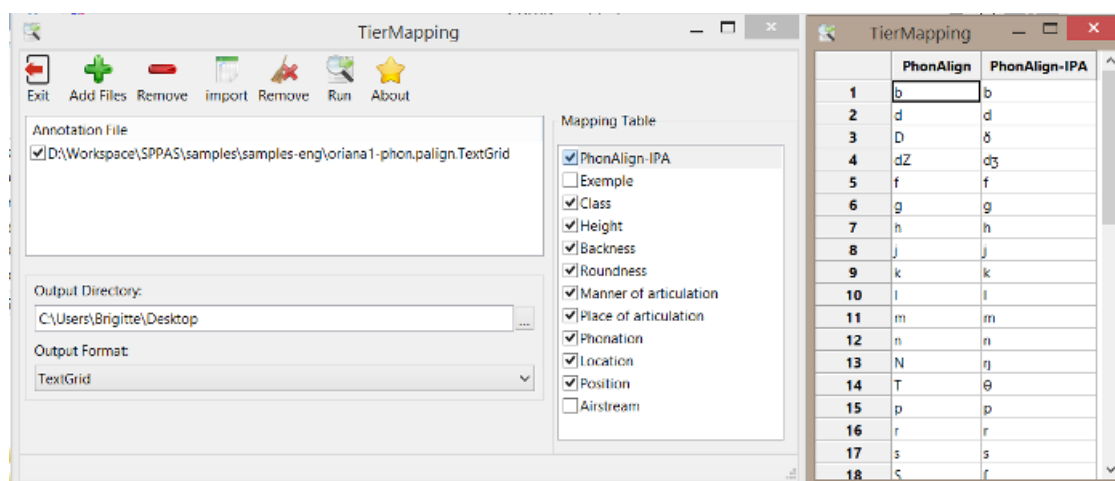 TierMapping
Exit Add Files Remove import Remove Run About
Annotation File
D:\Workspace\SPPAS\samples\samples-eng\oriana1-phon.palign.TextGrid
Output Directory:
C:\Users\Brigitte\Desktop
...
Output Format:
TextGrid
Mapping Table
PhonAlign-IPA
Exemple
Class
Height
Backness
Roundness
Manner of articulation
Place of articulation
Phonation
Location
Position
Airstream
TierMapping
PhonAlign PhonAlign-IPA
1 b b
2 d d
3 D ð
4 dZ dʒ
5 f f
6 g g
7 h h
8 j j
9 k k
10 l l
11 m m
12 n n
13 N ŋ
14 T θ
15 p p
16 r r
17 s s
18 S ʃ